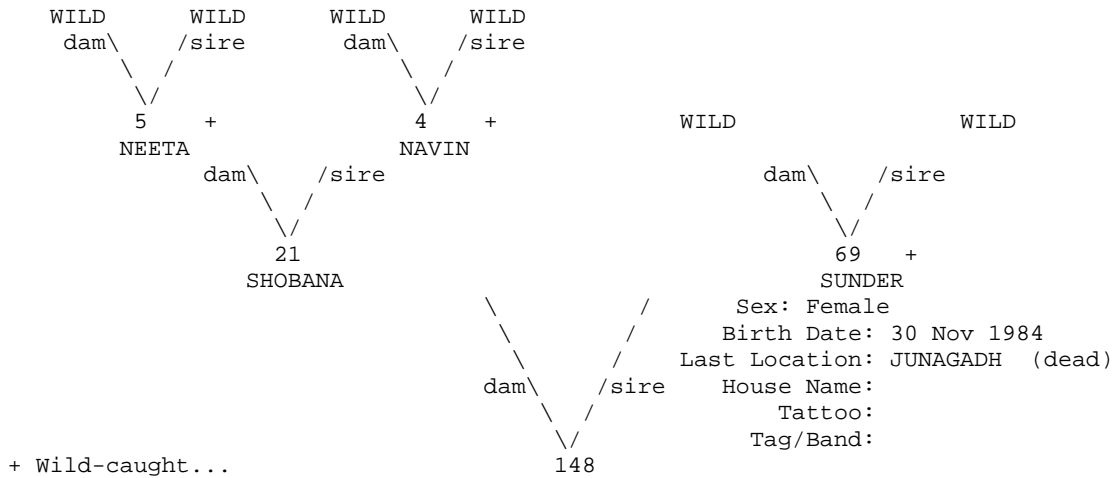 WILD WILD WILD WILD
dam\ /sire dam\ /sire
\ / \ /
\/ \/
5 + 4 + WILD WILD
NEETA NAVIN
dam\ /sire dam\ /sire
\ / \ /
\/ \/
21 69 +
SHOBANA SUNDER
\ / Sex: Female
\ / Birth Date: 30 Nov 1984
\ / Last Location: JUNAGADH (dead)
dam\ /sire House Name:
\ / Tattoo:
\/ Tag/Band:
+ Wild-caught... 148